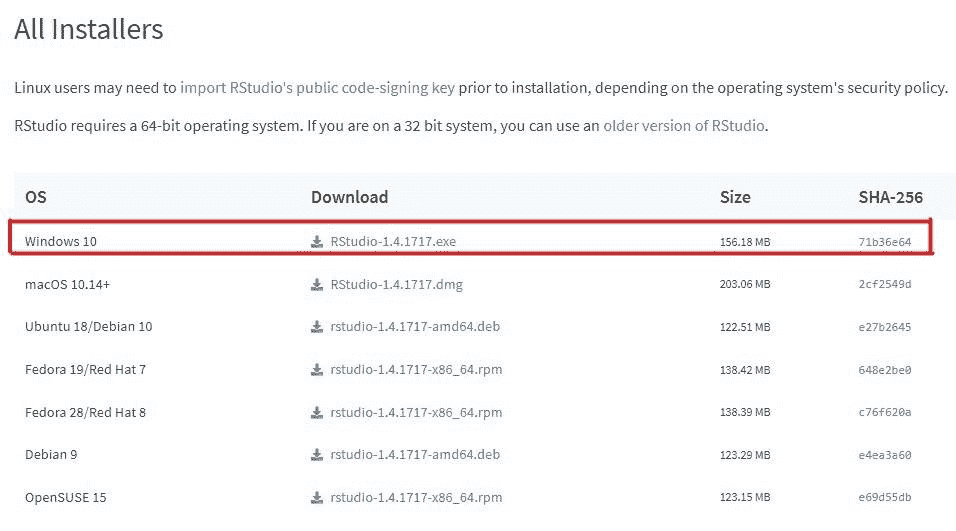 All Installers
Linux users may need to import RStudio's public code-signing key prior to installation, depending on the operating system's security policy.
RStudio requires a 64-bit operating system. If you are on a 32 bit system, you can use an older version of RStudio.
OS Download Size SHA-256
Windows 10 RStudio-1.4.1717.exe 156.18 MB 71b36e64
macOS 10.14+ RStudio-1.4.1717.dmg 203.06 MB 2cf2549d
Ubuntu 18/Debian 10 rstudio-1.4.1717-amd64.deb 122.51 MB e27b2645
Fedora 19/Red Hat 7 rstudio-1.4.1717-x86_64.rpm 138.42 MB 648e2be0
Fedora 28/Red Hat 8 rstudio-1.4.1717-x86_64.rpm 138.39 MB c76f620a
Debian 9 rstudio-1.4.1717-amd64.deb 123.29 MB e4ea3a60
OpenSUSE 15 rstudio-1.4.1717-x86_64.rpm 123.15 MB e69d55db